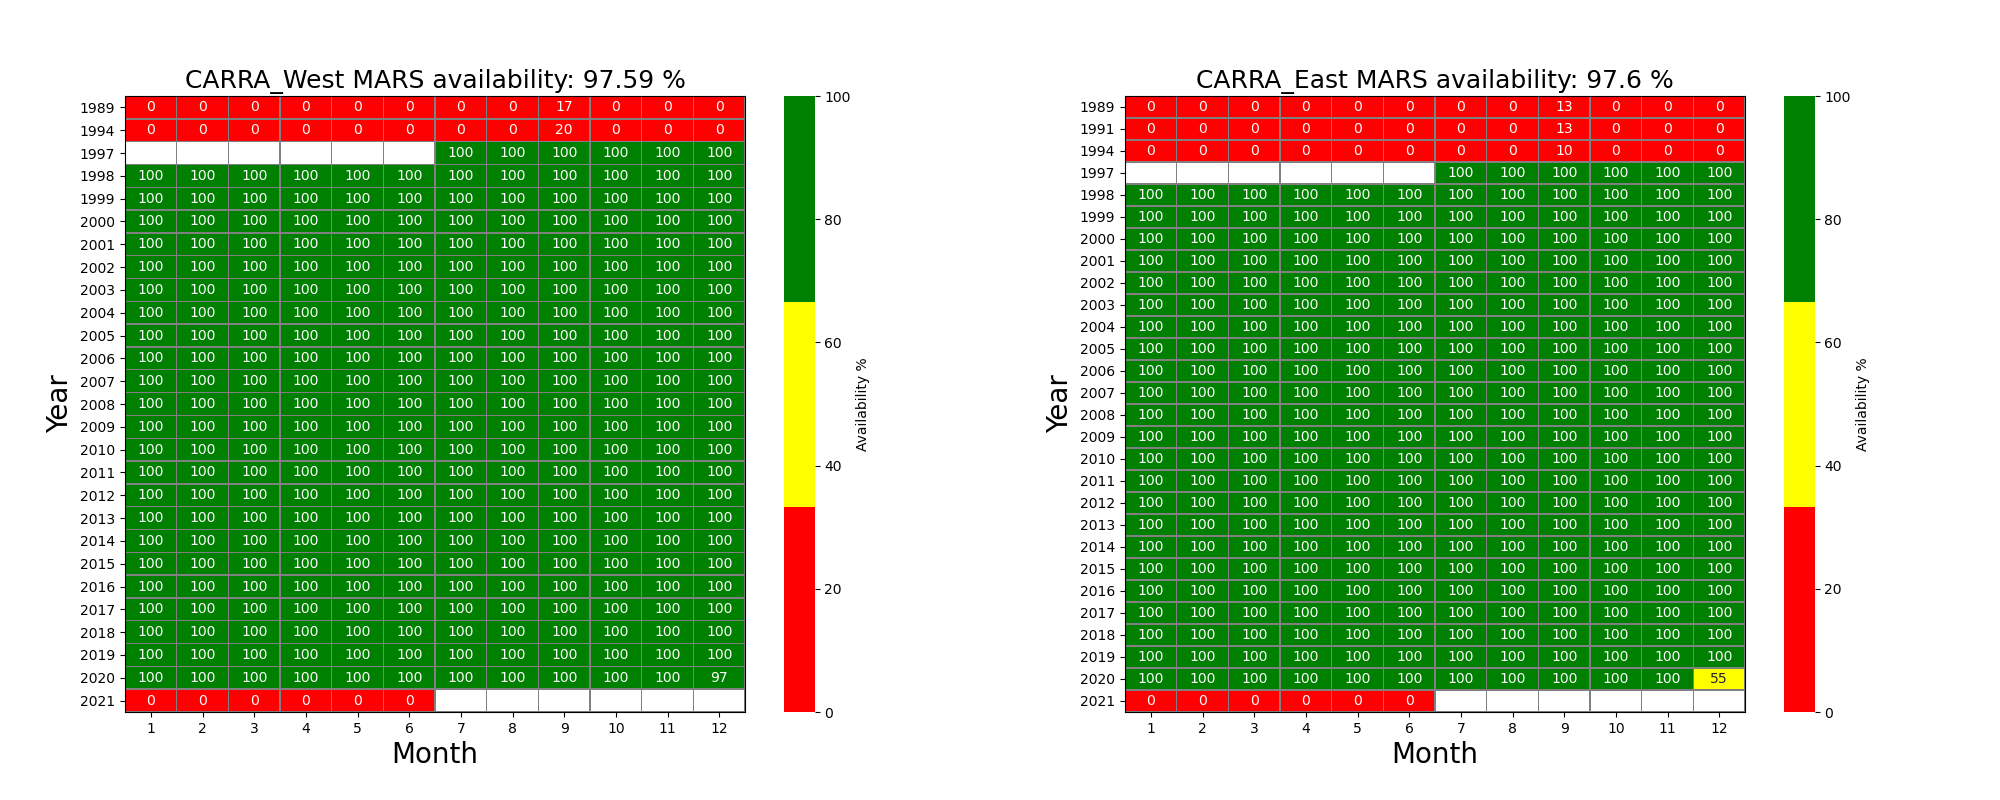 CARRA_West MARS availability: 97.59 %
1989 0 0 0 0 0 0 0 0 17 0 0 0
1994 0 0 0 0 0 0 0 0 20 0 0 0
1997 100 100 100 100 100 100
1998 100 100 100 100 100 100 100 100 100 100 100 100
1999 100 100 100 100 100 100 100 100 100 100 100 100
2000 100 100 100 100 100 100 100 100 100 100 100 100
2001 100 100 100 100 100 100 100 100 100 100 100 100
2002 100 100 100 100 100 100 100 100 100 100 100 100
2003 100 100 100 100 100 100 100 100 100 100 100 100
2004 100 100 100 100 100 100 100 100 100 100 100 100
2005 100 100 100 100 100 100 100 100 100 100 100 100
2006 100 100 100 100 100 100 100 100 100 100 100 100
2007 100 100 100 100 100 100 100 100 100 100 100 100
2008 100 100 100 100 100 100 100 100 100 100 100 100
2009 100 100 100 100 100 100 100 100 100 100 100 100
2010 100 100 100 100 100 100 100 100 100 100 100 100
2011 100 100 100 100 100 100 100 100 100 100 100 100
2012 100 100 100 100 100 100 100 100 100 100 100 100
2013 100 100 100 100 100 100 100 100 100 100 100 100
2014 100 100 100 100 100 100 100 100 100 100 100 100
2015 100 100 100 100 100 100 100 100 100 100 100 100
2016 100 100 100 100 100 100 100 100 100 100 100 100
2017 100 100 100 100 100 100 100 100 100 100 100 100
2018 100 100 100 100 100 100 100 100 100 100 100 100
2019 100 100 100 100 100 100 100 100 100 100 100 100
2020 100 100 100 100 100 100 100 100 100 100 100 97
2021 0 0 0 0 0 0
1 2 3 4 5 6 7 8 9 10 11 12
Month
Year
100
80
60
40
20
0
Availability %
CARRA_East MARS availability: 97.6 %
1989 0 0 0 0 0 0 0 0 13 0 0 0
1991 0 0 0 0 0 0 0 0 13 0 0 0
1994 0 0 0 0 0 0 0 0 10 0 0 0
1997 100 100 100 100 100 100
1998 100 100 100 100 100 100 100 100 100 100 100 100
1999 100 100 100 100 100 100 100 100 100 100 100 100
2000 100 100 100 100 100 100 100 100 100 100 100 100
2001 100 100 100 100 100 100 100 100 100 100 100 100
2002 100 100 100 100 100 100 100 100 100 100 100 100
2003 100 100 100 100 100 100 100 100 100 100 100 100
2004 100 100 100 100 100 100 100 100 100 100 100 100
2005 100 100 100 100 100 100 100 100 100 100 100 100
2006 100 100 100 100 100 100 100 100 100 100 100 100
2007 100 100 100 100 100 100 100 100 100 100 100 100
2008 100 100 100 100 100 100 100 100 100 100 100 100
2009 100 100 100 100 100 100 100 100 100 100 100 100
2010 100 100 100 100 100 100 100 100 100 100 100 100
2011 100 100 100 100 100 100 100 100 100 100 100 100
2012 100 100 100 100 100 100 100 100 100 100 100 100
2013 100 100 100 100 100 100 100 100 100 100 100 100
2014 100 100 100 100 100 100 100 100 100 100 100 100
2015 100 100 100 100 100 100 100 100 100 100 100 100
2016 100 100 100 100 100 100 100 100 100 100 100 100
2017 100 100 100 100 100 100 100 100 100 100 100 100
2018 100 100 100 100 100 100 100 100 100 100 100 100
2019 100 100 100 100 100 100 100 100 100 100 100 100
2020 100 100 100 100 100 100 100 100 100 100 100 55
2021 0 0 0 0 0 0
1 2 3 4 5 6 7 8 9 10 11 12
Month
Year
100
80
60
40
20
0
Availability %